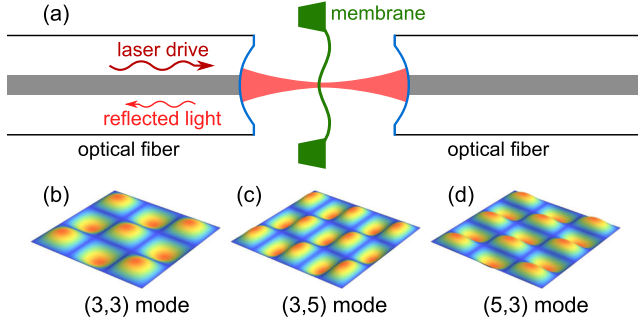 (a)
membrane
laser drive
reflected light
optical fiber
optical fiber
(b)
(c)
(d)
(3,3) mode
(3,5) mode
(5,3) mode